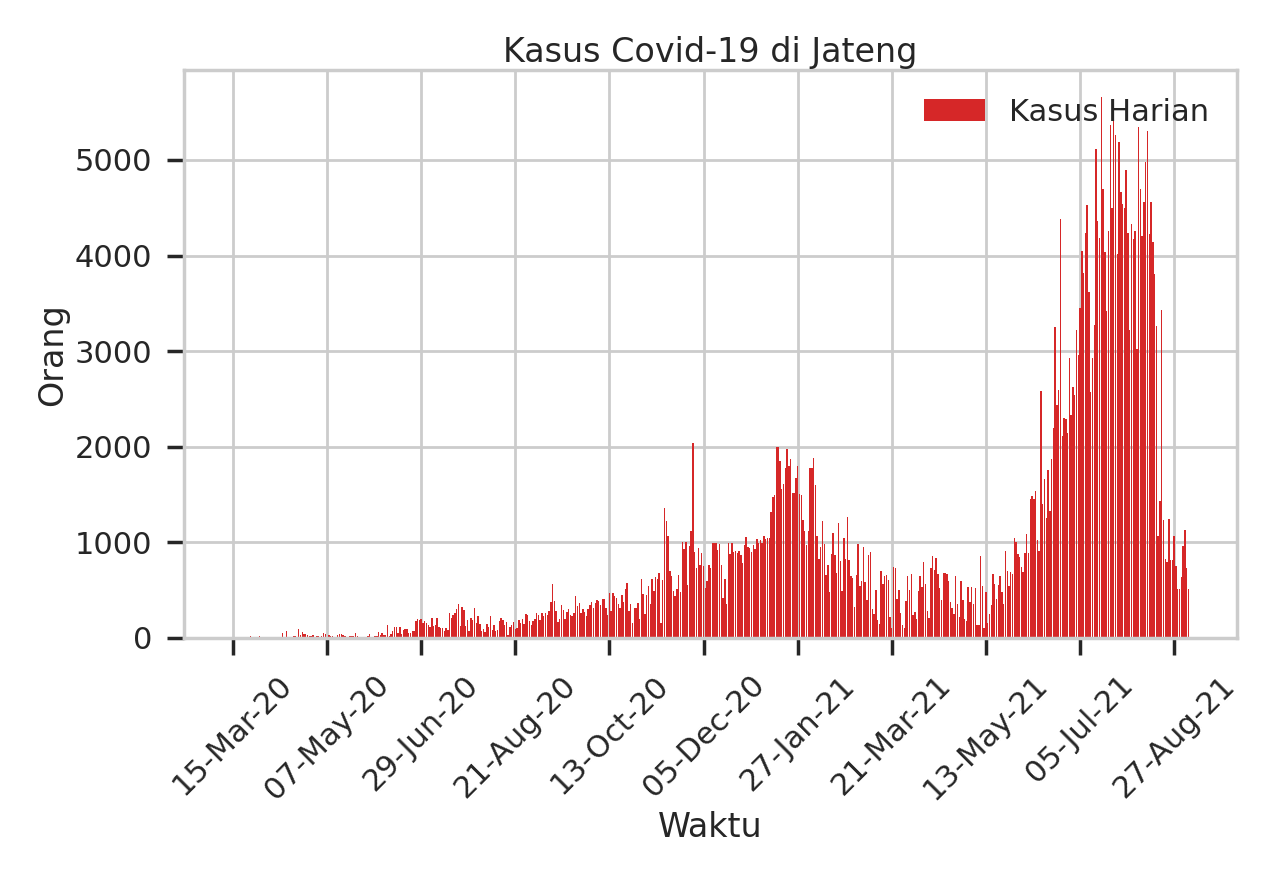 Kasus Covid-19 di Jateng
Kasus Harian
Orang
5000
4000
3000
2000
1000
0
15-Mar-20
07-May-20
29-Jun-20
21-Aug-20
13-Oct-20
05-Dec-20
27-Jan-21
21-Mar-21
13-May-21
05-Jul-21
27-Aug-21
Waktu